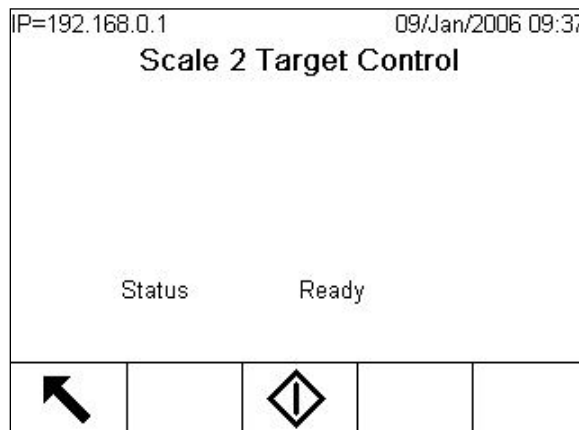 IP=192.168.0.1 09/Jan/2006 09:37
Scale 2 Target Control
Status Ready